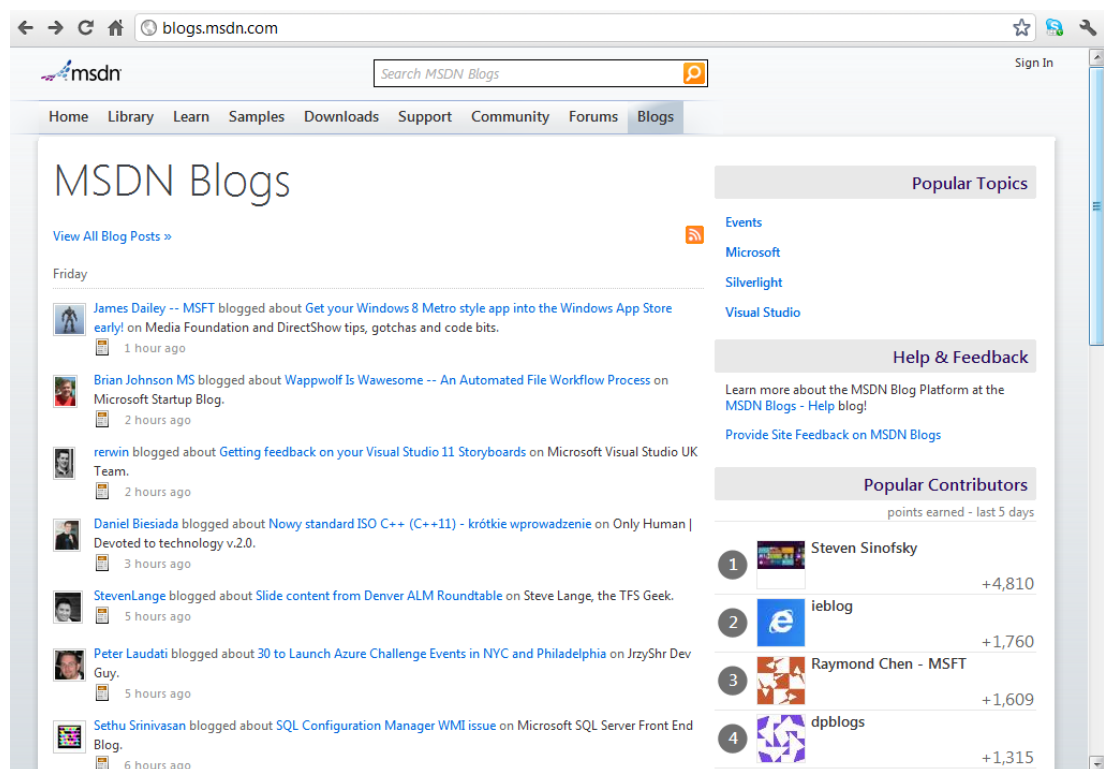 blogs.msdn.com
msdn
Search MSDN Blogs
Sign In
Home Library Learn Samples Downloads Support Community Forums Blogs
MSDN Blogs
View All Blog Posts »
Friday
James Dailey -- MSFT blogged about Get your Windows 8 Metro style app into the Windows App Store
early! on Media Foundation and DirectShow tips, gotchas and code bits.
1 hour ago
Brian Johnson MS blogged about Wappwolf Is Wawesome -- An Automated File Workflow Process on
Microsoft Startup Blog.
2 hours ago
rerwin blogged about Getting feedback on your Visual Studio 11 Storyboards on Microsoft Visual Studio UK
Team.
2 hours ago
Daniel Biesiada blogged about Nowy standard ISO C++ (C++11) - krótkie wprowadzenie on Only Human |
Devoted to technology v.2.0.
3 hours ago
StevenLange blogged about Slide content from Denver ALM Roundtable on Steve Lange, the TFS Geek.
5 hours ago
Peter Laudati blogged about 30 to Launch Azure Challenge Events in NYC and Philadelphia on JrzyShr Dev
Guy.
5 hours ago
Sethu Srinivasan blogged about SQL Configuration Manager WMI issue on Microsoft SQL Server Front End
Blog.
6 hours ago
Popular Topics
Events
Microsoft
Silverlight
Visual Studio
Help & Feedback
Learn more about the MSDN Blog Platform at the
MSDN Blogs - Help blog!
Provide Site Feedback on MSDN Blogs
Popular Contributors
points earned - last 5 days
1 Steven Sinofsky
+4,810
2 ieblog
+1,760
3 Raymond Chen - MSFT
+1,609
4 dpblogs
+1,315